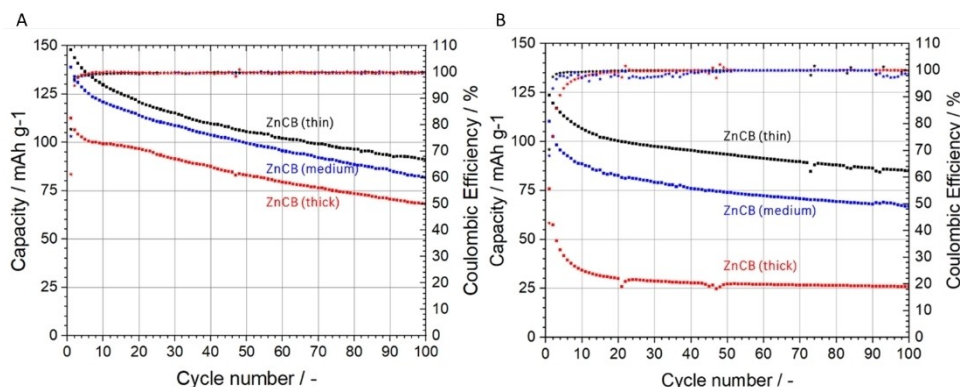 A
150
125
100
75
50
25
0
Capacity / mAh g-1
0 10 20 30 40 50 60 70 80 90 100
Cycle number / -
110
100
90
80
70
60
50
40
30
20
10
0
Coulombic Efficiency / %
ZnCB (thin)
ZnCB (medium)
ZnCB (thick)
B
150
125
100
75
50
25
0
Capacity / mAh g-1
0 10 20 30 40 50 60 70 80 90 100
Cycle number / -
110
100
90
80
70
60
50
40
30
20
10
0
Coulombic Efficiency / %
ZnCB (thin)
ZnCB (medium)
ZnCB (thick)